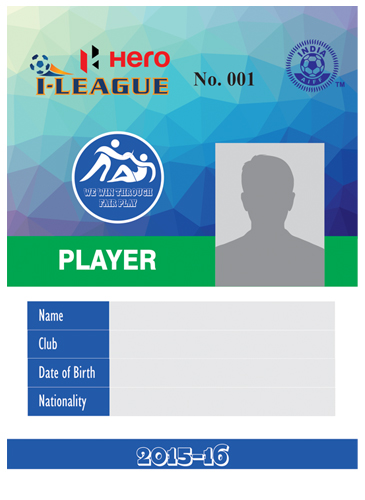 Hero
I-LEAGUE
No. 001
INDIA
TM
WE WIN THROUGH
FAIR PLAY
PLAYER
Name
Club
Date of Birth
Nationality
2015-16